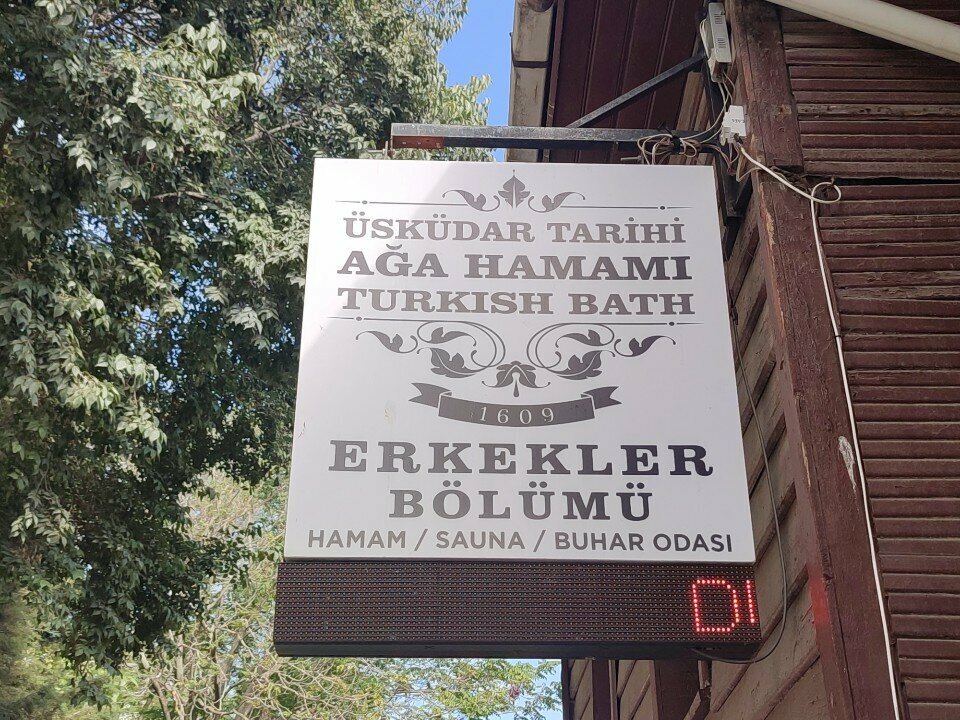 ÜSKÜDAR TARİHİ
AĞA HAMAMI
TURKISH BATH
1609
ERKEKLER
BÖLÜMÜ
HAMAM / SAUNA / BUHAR ODASI